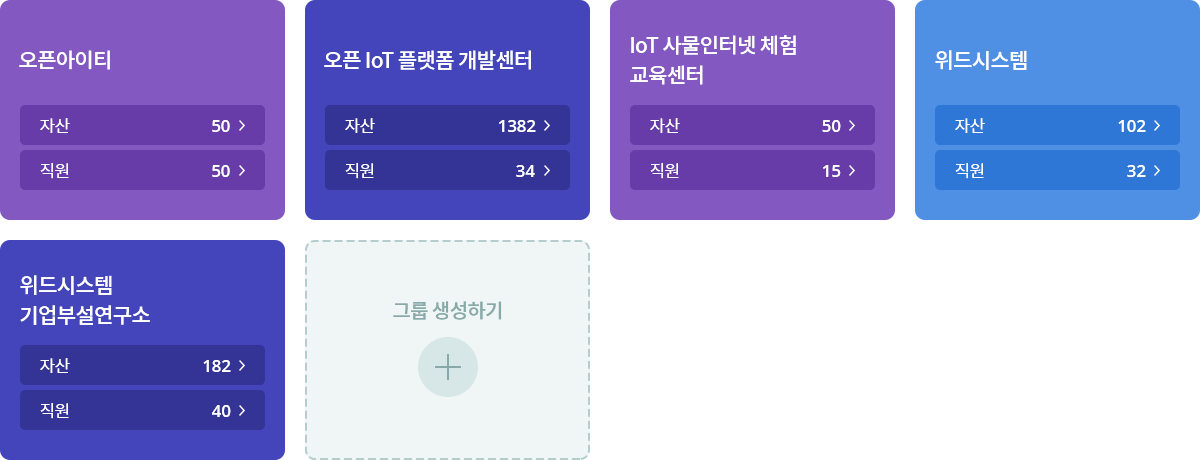 오픈아이티
자산 50
직원 50
오픈 IoT 플랫폼 개발센터
자산 1382
직원 34
IoT 사물인터넷 체험
교육센터
자산 50
직원 15
위드시스템
자산 102
직원 32
위드시스템
기업부설연구소
자산 182
직원 40
그룹 생성하기